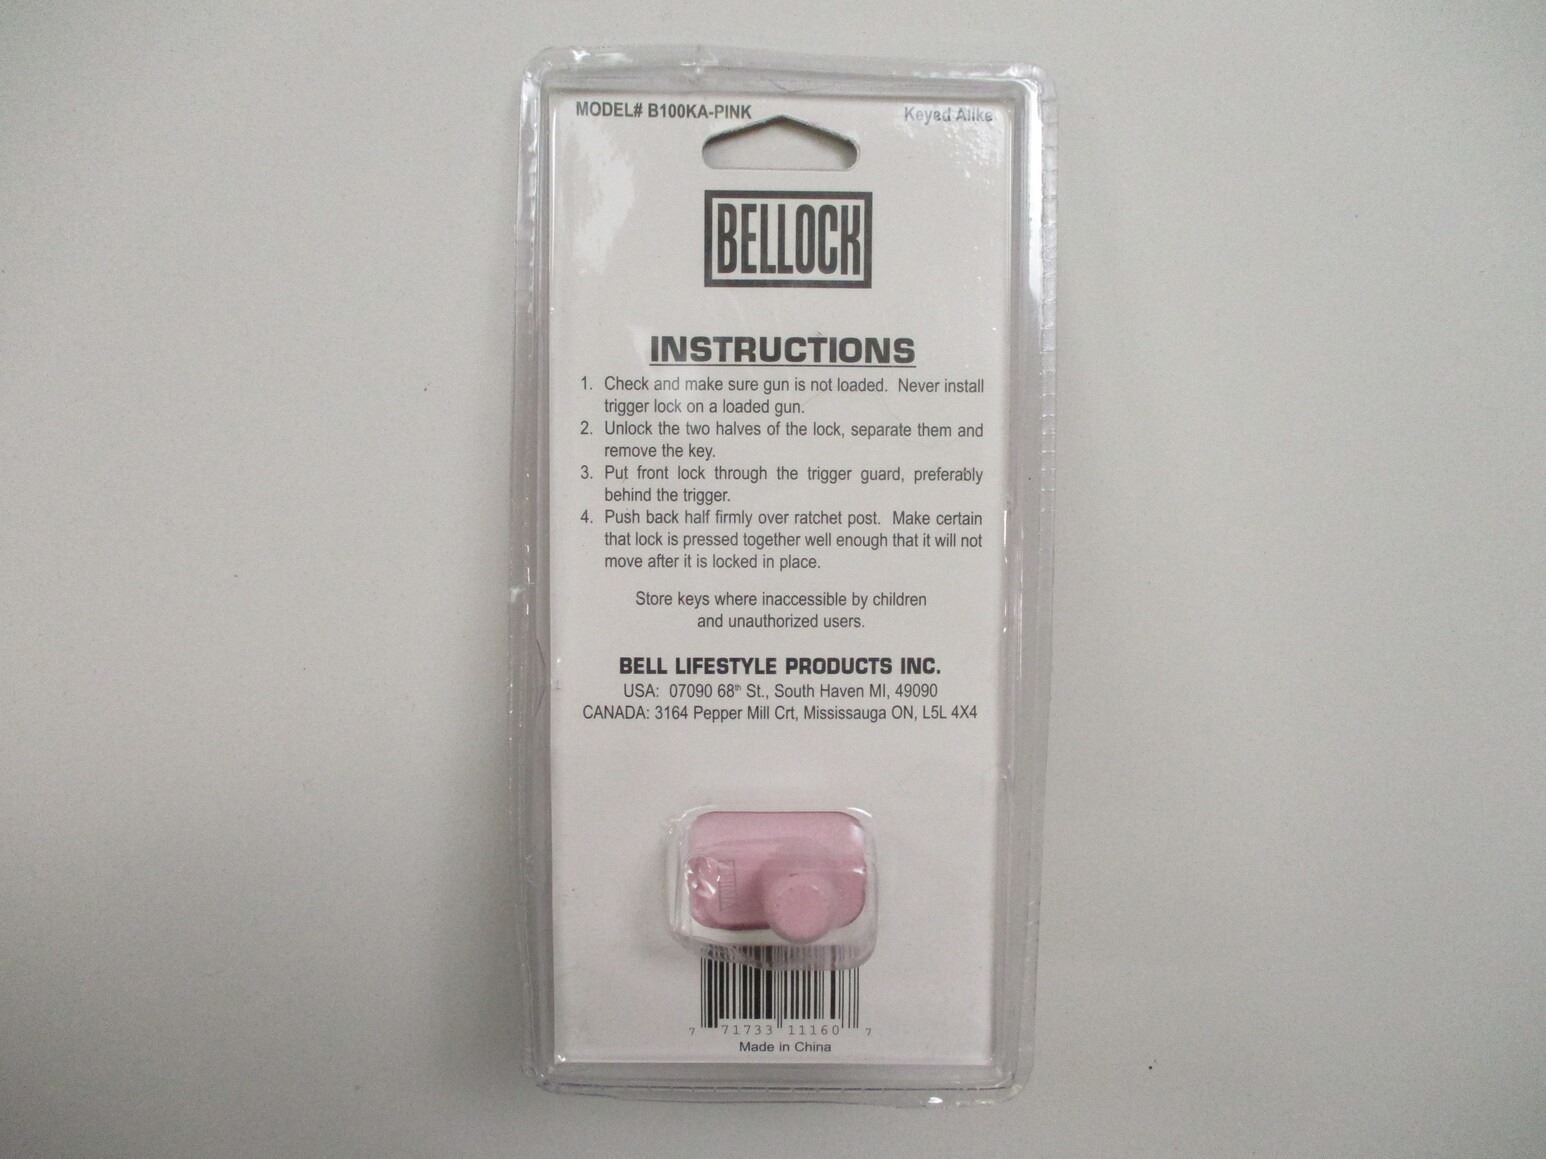 MODEL# B100KA-PINK
Keyed Alike
BELLOCK
INSTRUCTIONS
1. Check and make sure gun is not loaded. Never install
trigger lock on a loaded gun.
2. Unlock the two halves of the lock, separate them and
remove the key.
3. Put front lock through the trigger guard, preferably
behind the trigger.
4. Push back half firmly over ratchet post. Make certain
that lock is pressed together well enough that it will not
move after it is locked in place.
Store keys where inaccessible by children
and unauthorized users.
BELL LIFESTYLE PRODUCTS INC.
USA: 07090 68th St., South Haven MI, 49090
CANADA: 3164 Pepper Mill Crt, Mississauga ON, L5L 4X4
7 71733 11160 7
Made in China